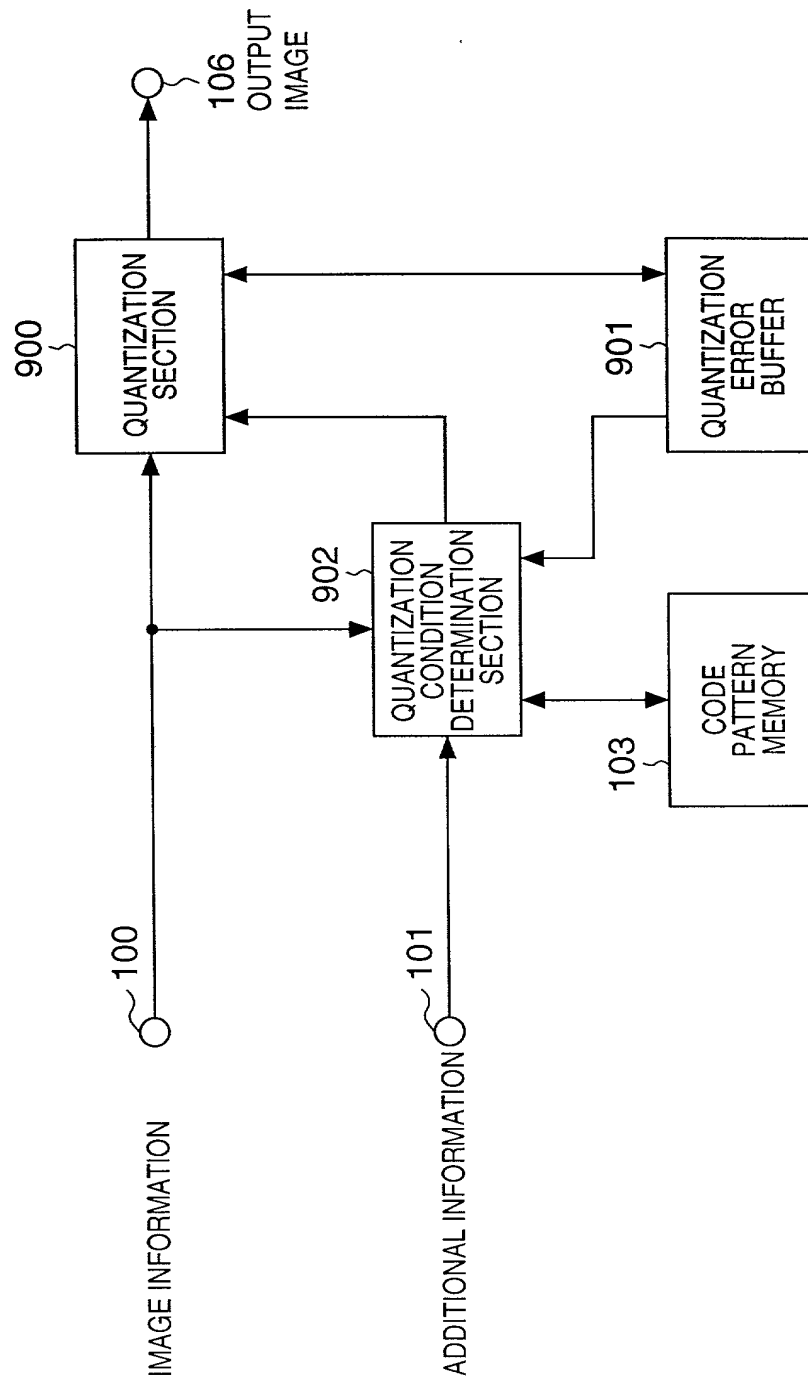 IMAGE INFORMATION
100
900
QUANTIZATION
SECTION
106
OUTPUT
IMAGE
ADDITIONAL INFORMATION
101
902
QUANTIZATION
CONDITION
DETERMINATION
SECTION
103
CODE
PATTERN
MEMORY
901
QUANTIZATION
ERROR
BUFFER